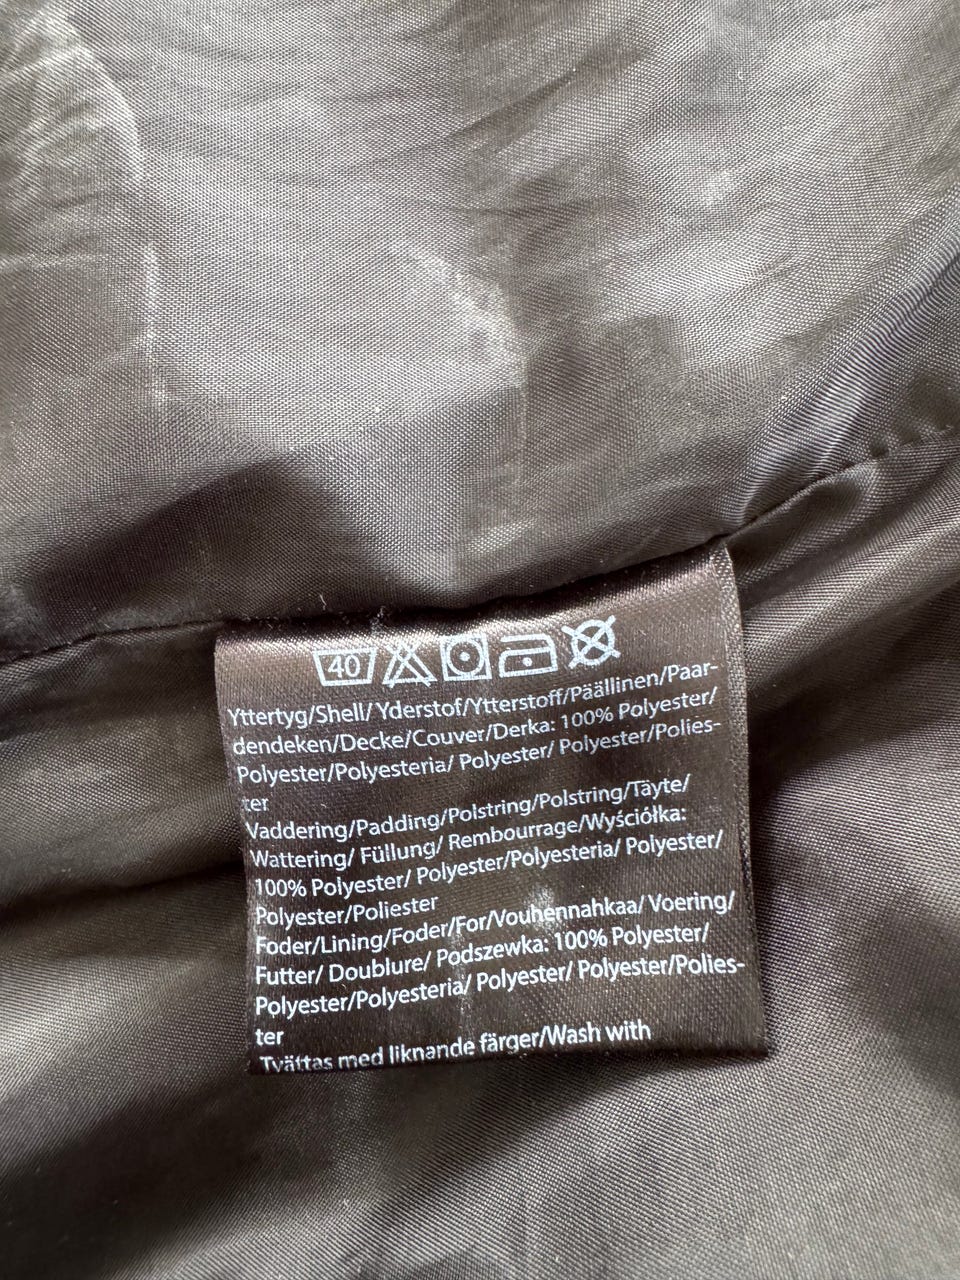 40
Yttertyg/Shell/ Yderstof/Ytterstoff/Päällinen/Paar-
dendeken/Decke/Couver/Derka: 100% Polyester/
Polyester/Polyesteria/ Polyester/ Polyester/Polies-
ter
Vaddering/Padding/Polstring/Polstring/Täyte/
Wattering/ Füllung/ Rembourrage/Wyściółka:
100% Polyester/ Polyester/Polyesteria/ Polyester/
Polyester/Poliester
Foder/Lining/Foder/For/Vouhennahkaa/ Voering/
Futter/ Doublure/ Podszewka: 100% Polyester/
Polyester/Polyesteria/ Polyester/ Polyester/Polies-
ter
Tvättas med liknande färger/Wash with